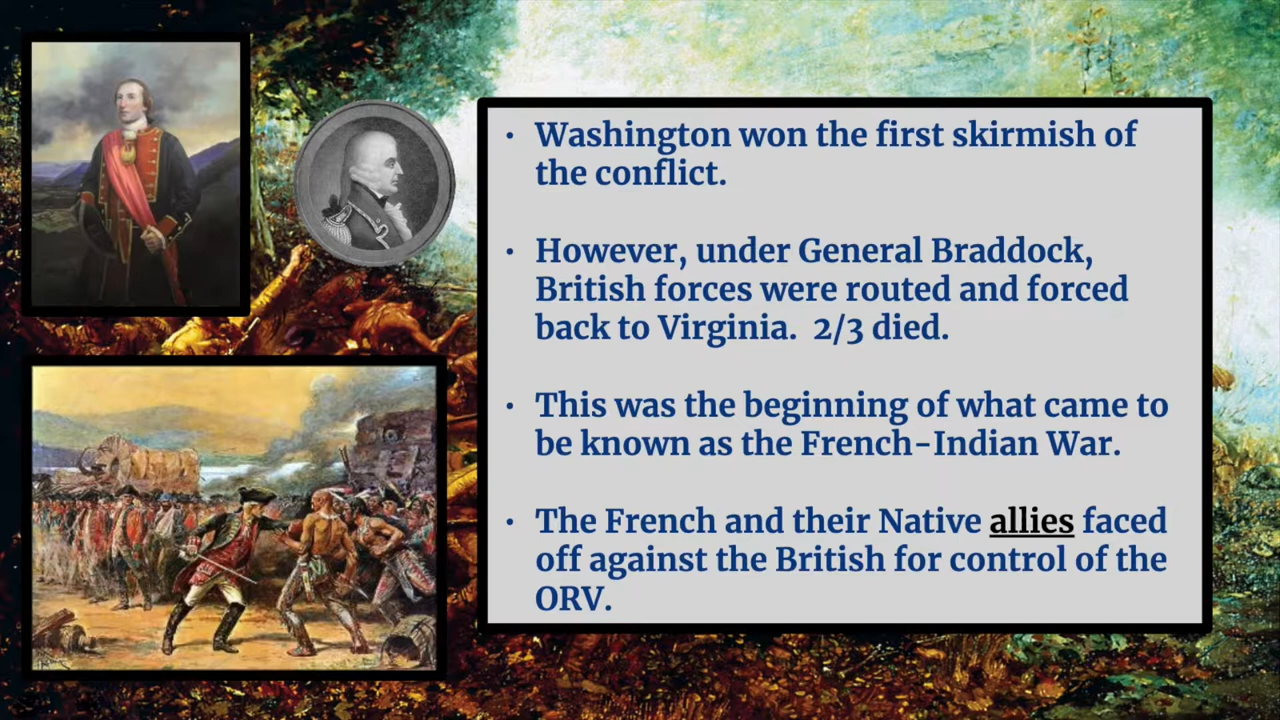 • Washington won the first skirmish of
the conflict.
• However, under General Braddock,
British forces were routed and forced
back to Virginia. 2/3 died.
• This was the beginning of what came to
be known as the French-Indian War.
• The French and their Native allies faced
off against the British for control of the
ORV.